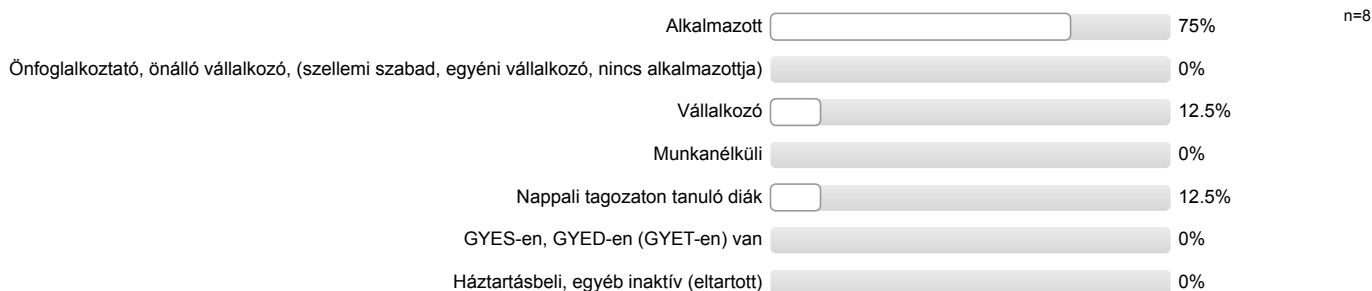 Alkalmazott 75% n=8
Önfoglalkoztató, önálló vállalkozó, (szellemi szabad, egyéni vállalkozó, nincs alkalmazottja) 0%
Vállalkozó 12.5%
Munkanélküli 0%
Nappali tagozaton tanuló diák 12.5%
GYES-en, GYED-en (GYET-en) van 0%
Háztartásbeli, egyéb inaktív (eltartott) 0%